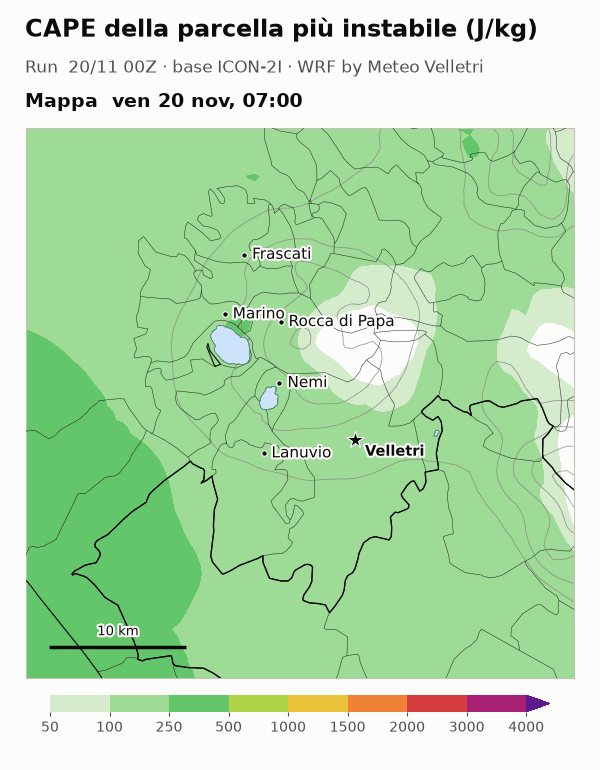 CAPE della parcella più instabile (J/kg)
Run  20/11 00Z · base ICON-2I · WRF by Meteo Velletri
Mappa  ven 20 nov, 07:00
Frascati
Marino
Rocca di Papa
Nemi
Velletri
Lanuvio
10 km
50 100 250 500 1000 1500 2000 3000 4000